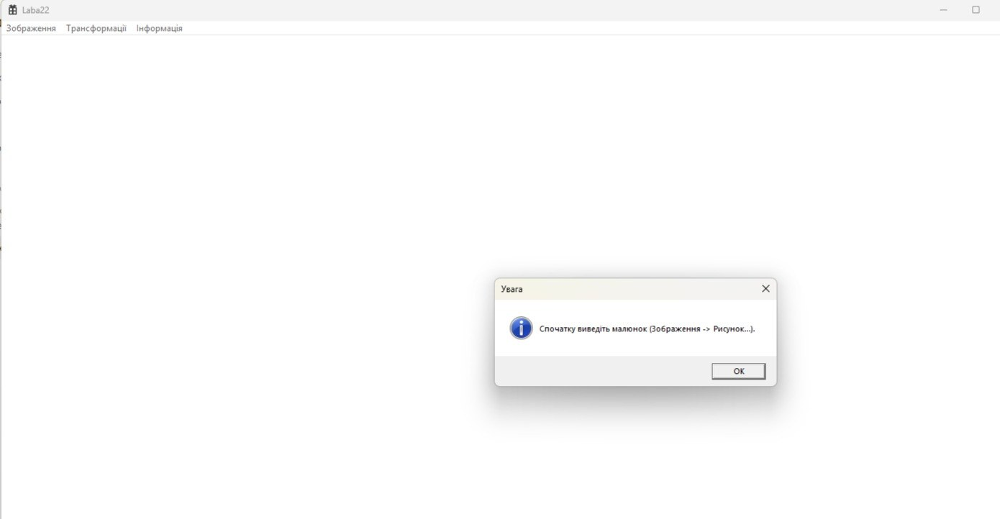 Laba22
Зображення Трансформації Інформація
Увага
Спочатку виведіть малюнок (Зображення -> Рисунок...).
OK